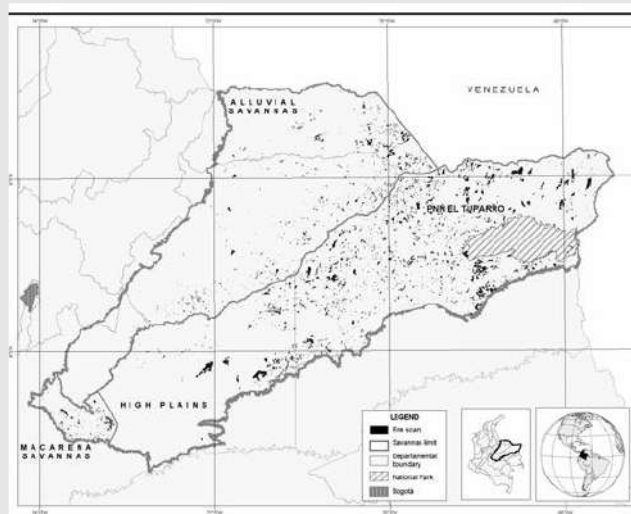 VENEZUELA
ALLUVIAL
SAVANNAS
PNN EL TUPARRO
HIGH PLAINS
MACARENA
SAVANNAS
LEGEND
Fire scars
Savannas limit
Departmental
boundary
National Park
Bogotá